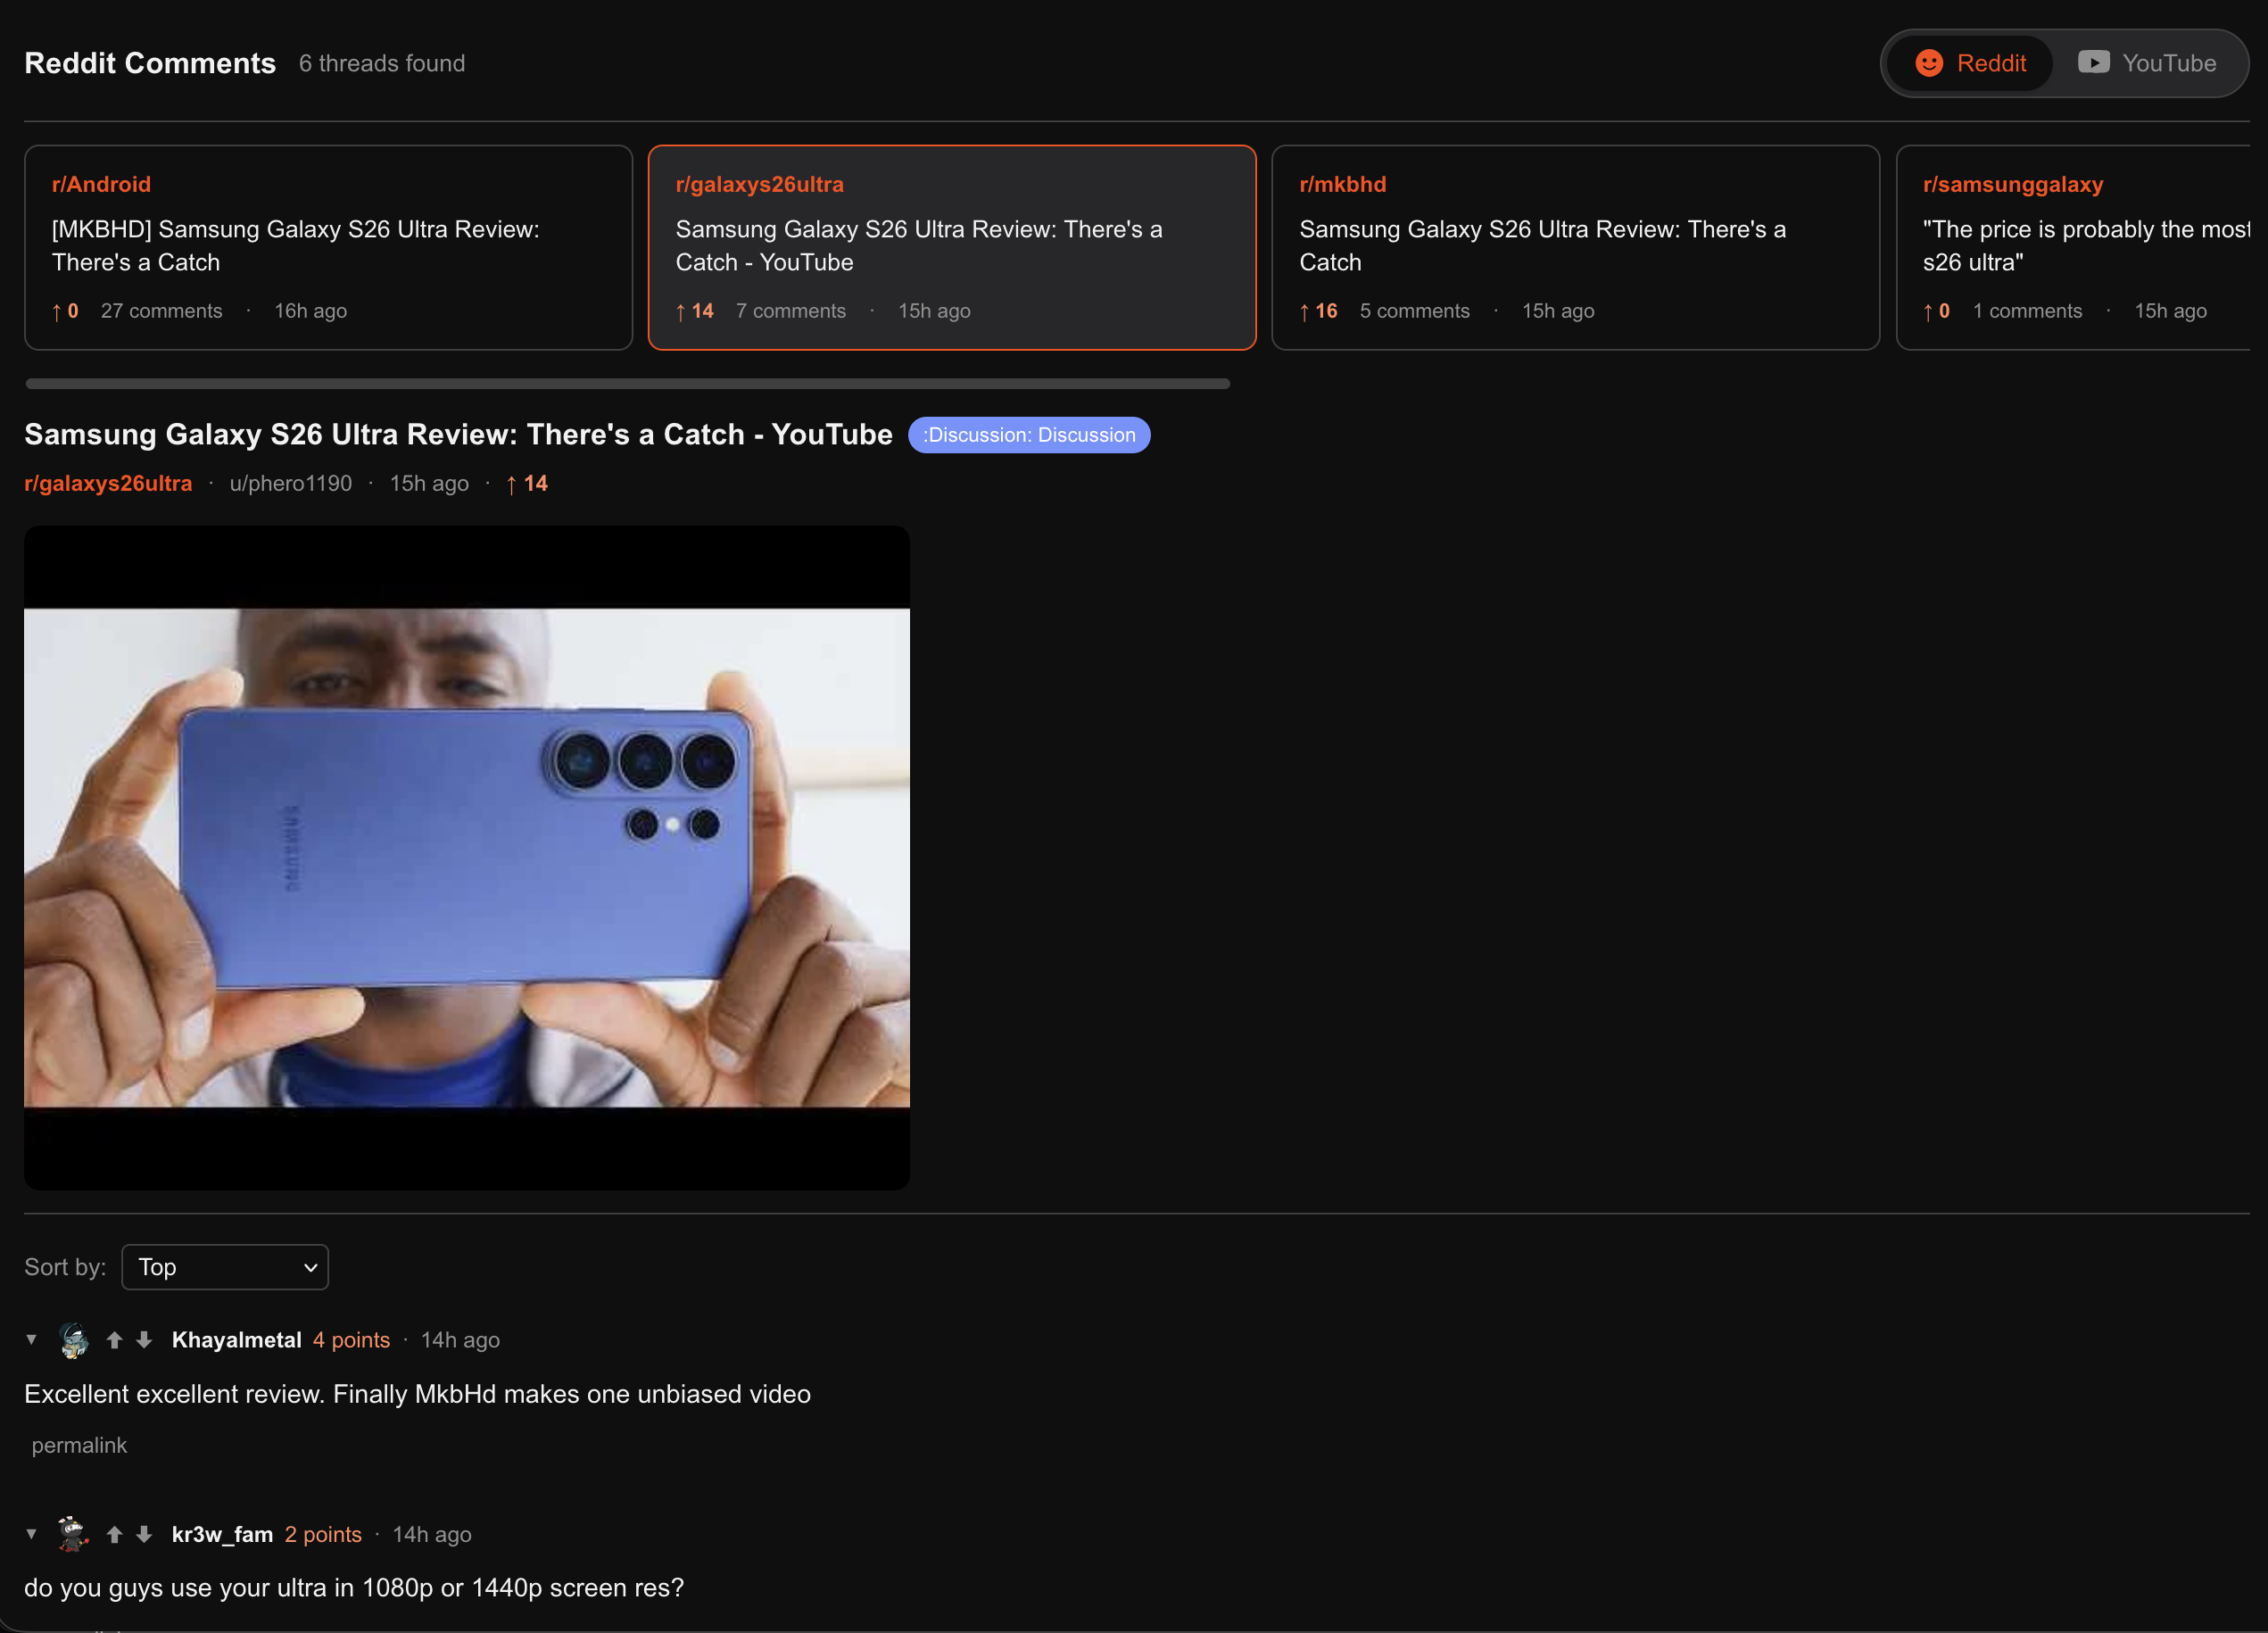 Reddit Comments 6 threads found
Reddit YouTube
r/Android
[MKBHD] Samsung Galaxy S26 Ultra Review:
There's a Catch
↑ 0 27 comments · 16h ago
r/galaxys26ultra
Samsung Galaxy S26 Ultra Review: There's a
Catch - YouTube
↑ 14 7 comments · 15h ago
r/mkbhd
Samsung Galaxy S26 Ultra Review: There's a
Catch
↑ 16 5 comments · 15h ago
r/samsunggalaxy
"The price is probably the most
s26 ultra"
↑ 0 1 comments · 15h ago
Samsung Galaxy S26 Ultra Review: There's a Catch - YouTube :Discussion: Discussion
r/galaxys26ultra · u/phero1190 · 15h ago · ↑ 14
SAMSUNG
Sort by: Top
Khayalmetal 4 points · 14h ago
Excellent excellent review. Finally MkbHd makes one unbiased video
permalink
kr3w_fam 2 points · 14h ago
do you guys use your ultra in 1080p or 1440p screen res?